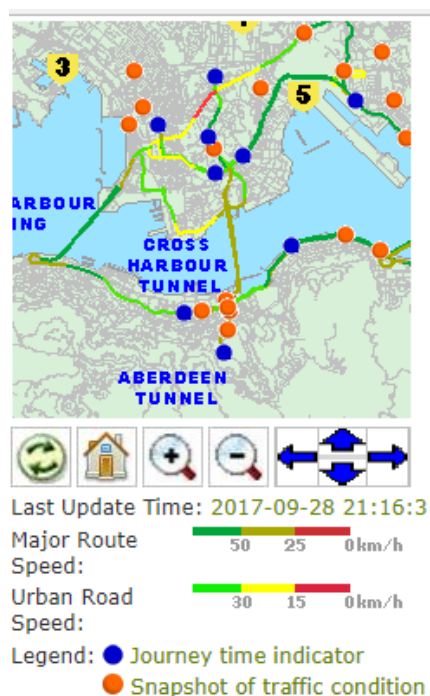 3
5
ARBOUR
ING
CROSS
HARBOUR
TUNNEL
ABERDEEN
TUNNEL
Last Update Time: 2017-09-28 21:16:3
Major Route
Speed:
50 25 0km/h
Urban Road
Speed:
30 15 0km/h
Legend: Journey time indicator
Snapshot of traffic condition